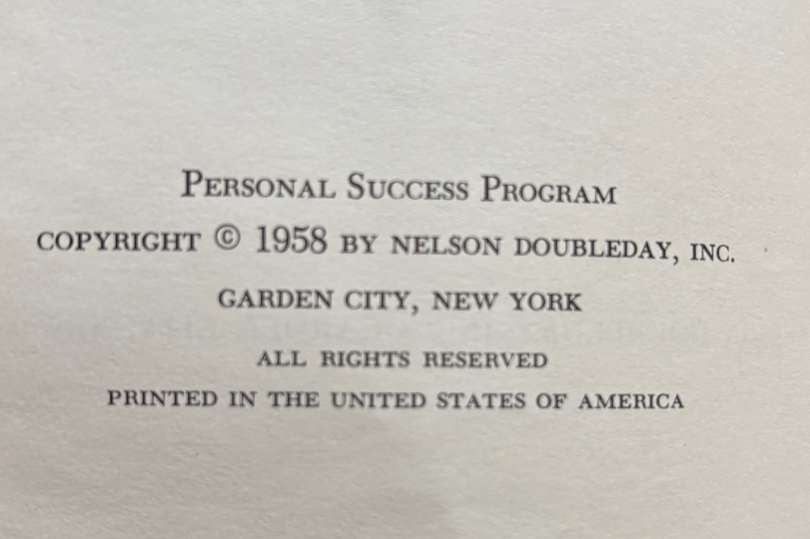 Personal Success Program
COPYRIGHT © 1958 BY NELSON DOUBLEDAY, INC.
GARDEN CITY, NEW YORK
ALL RIGHTS RESERVED
PRINTED IN THE UNITED STATES OF AMERICA